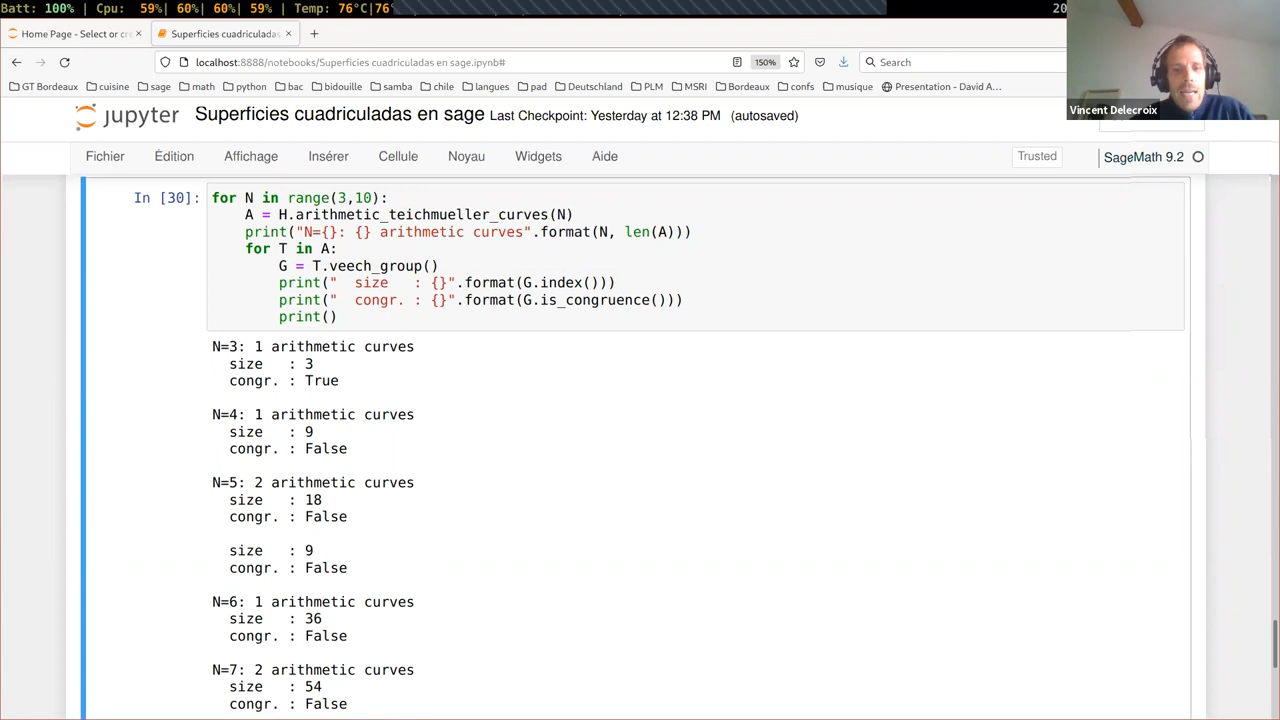 Batt: 100% | Cpu: 59%| 60%| 60%| 59% | Temp: 76°C|76°
20
Home Page - Select or cre
Superficies cuadriculadas
localhost:8888/notebooks/Superficies cuadriculadas en sage.ipynb#
150%
Search
GT Bordeaux
cuisine
sage
math
python
bac
bidouille
samba
chile
langues
pad
Deutschland
PLM
MSRI
Bordeaux
confs
musique
Presentation - David A...
Vincent Delecroix
jupyter Superficies cuadriculadas en sage Last Checkpoint: Yesterday at 12:38 PM (autosaved)
Fichier Édition Affichage Insérer Cellule Noyau Widgets Aide
Trusted
SageMath 9.2
In [30]: for N in range(3,10):
A = H.arithmetic_teichmueller_curves(N)
print("N={}: {} arithmetic curves".format(N, len(A)))
for T in A:
G = T.veech_group()
print("  size   : {}".format(G.index()))
print("  congr. : {}".format(G.is_congruence()))
print()
N=3: 1 arithmetic curves
size   : 3
congr. : True
N=4: 1 arithmetic curves
size   : 9
congr. : False
N=5: 2 arithmetic curves
size   : 18
congr. : False
size   : 9
congr. : False
N=6: 1 arithmetic curves
size   : 36
congr. : False
N=7: 2 arithmetic curves
size   : 54
congr. : False